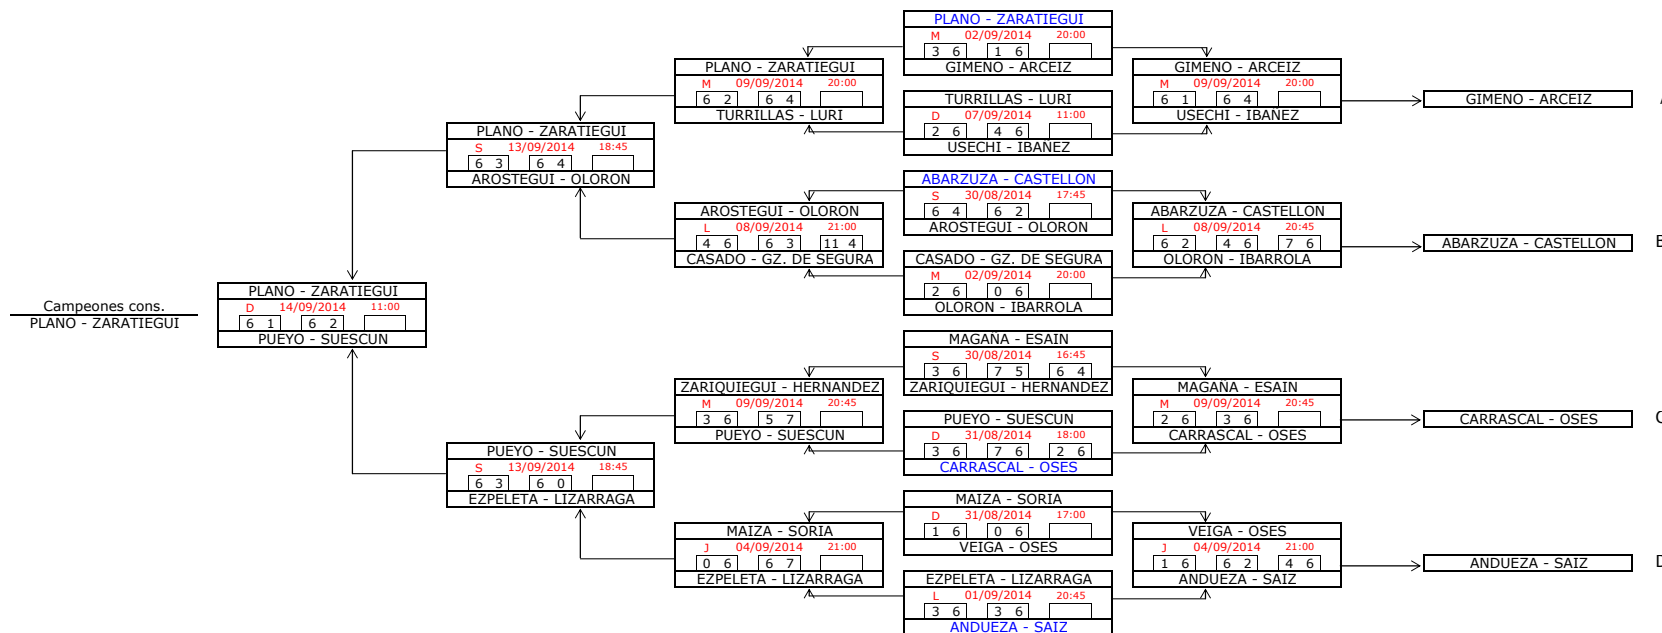 Campeones cons.
PLANO - ZARATIEGUI
PLANO - ZARATIEGUI
D 14/09/2014 11:00
6 1 6 2
PUEYO - SUESCUN
PLANO - ZARATIEGUI
S 13/09/2014 18:45
6 3 6 4
AROSTEGUI - OLORON
PUEYO - SUESCUN
S 13/09/2014 18:45
6 3 6 0
EZPELETA - LIZARRAGA
PLANO - ZARATIEGUI
M 09/09/2014 20:00
6 2 6 4
TURRILLAS - LURI
AROSTEGUI - OLORON
L 08/09/2014 21:00
4 6 6 3 11 4
CASADO - GZ. DE SEGURA
ZARIQUIEGUI - HERNANDEZ
M 09/09/2014 20:45
3 6 5 7
PUEYO - SUESCUN
MAIZA - SORIA
J 04/09/2014 21:00
0 6 6 7
EZPELETA - LIZARRAGA
PLANO - ZARATIEGUI
M 02/09/2014 20:00
3 6 1 6
GIMENO - ARCEIZ
TURRILLAS - LURI
D 07/09/2014 11:00
2 6 4 6
USECHI - IBAÑEZ
ABARZUZA - CASTELLON
S 30/08/2014 17:45
6 4 6 2
AROSTEGUI - OLORON
CASADO - GZ. DE SEGURA
M 02/09/2014 20:00
2 6 0 6
OLORON - IBARROLA
MAGAÑA - ESAIN
S 30/08/2014 16:45
3 6 7 5 6 4
ZARIQUIEGUI - HERNANDEZ
PUEYO - SUESCUN
D 31/08/2014 18:00
3 6 7 6 2 6
CARRASCAL - OSES
MAIZA - SORIA
D 31/08/2014 17:00
1 6 0 6
VEIGA - OSES
EZPELETA - LIZARRAGA
L 01/09/2014 20:45
3 6 3 6
ANDUEZA - SAIZ
GIMENO - ARCEIZ
M 09/09/2014 20:00
6 1 6 4
USECHI - IBAÑEZ
ABARZUZA - CASTELLON
L 08/09/2014 20:45
6 2 4 6 7 6
OLORON - IBARROLA
MAGAÑA - ESAIN
M 09/09/2014 20:45
2 6 3 6
CARRASCAL - OSES
VEIGA - OSES
J 04/09/2014 21:00
1 6 6 2 4 6
ANDUEZA - SAIZ
GIMENO - ARCEIZ
ABARZUZA - CASTELLON
CARRASCAL - OSES
ANDUEZA - SAIZ